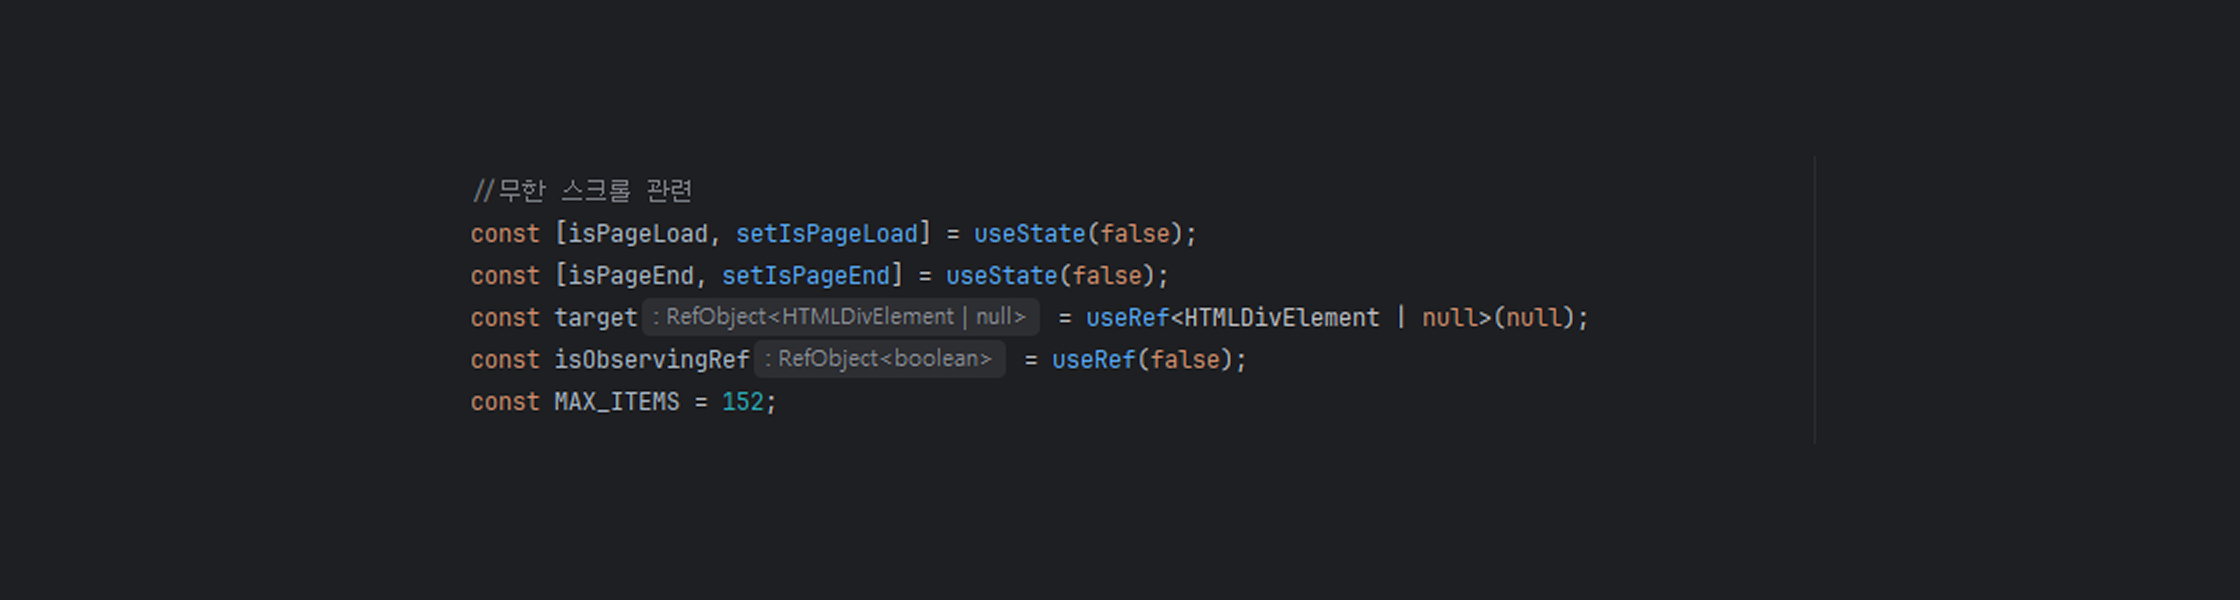 //무한 스크롤 관련
const [isPageLoad, setIsPageLoad] = useState(false);
const [isPageEnd, setIsPageEnd] = useState(false);
const target : RefObject<HTMLDivElement | null> = useRef<HTMLDivElement | null>(null);
const isObservingRef : RefObject<boolean> = useRef(false);
const MAX_ITEMS = 152;